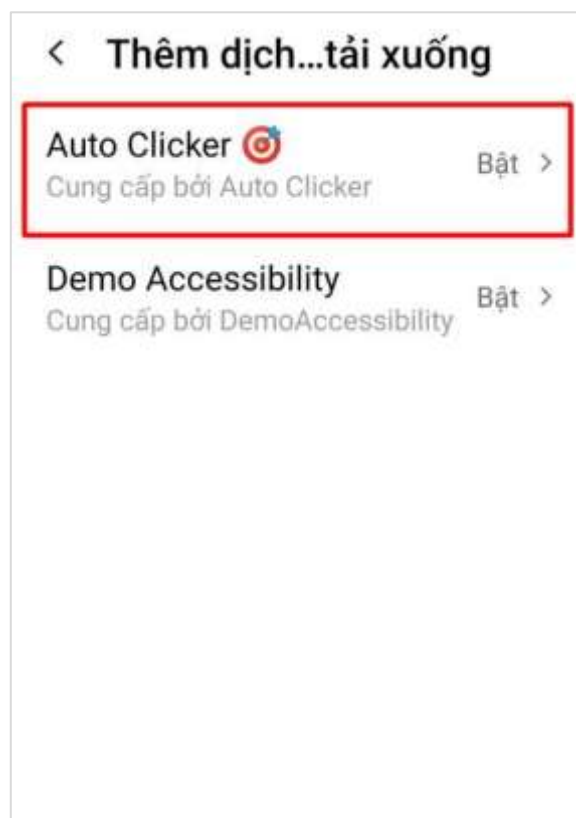 Thêm dịch...tải xuống
Auto Clicker 🎯
Bật
Cung cấp bởi Auto Clicker
Demo Accessibility
Bật
Cung cấp bởi DemoAccessibility